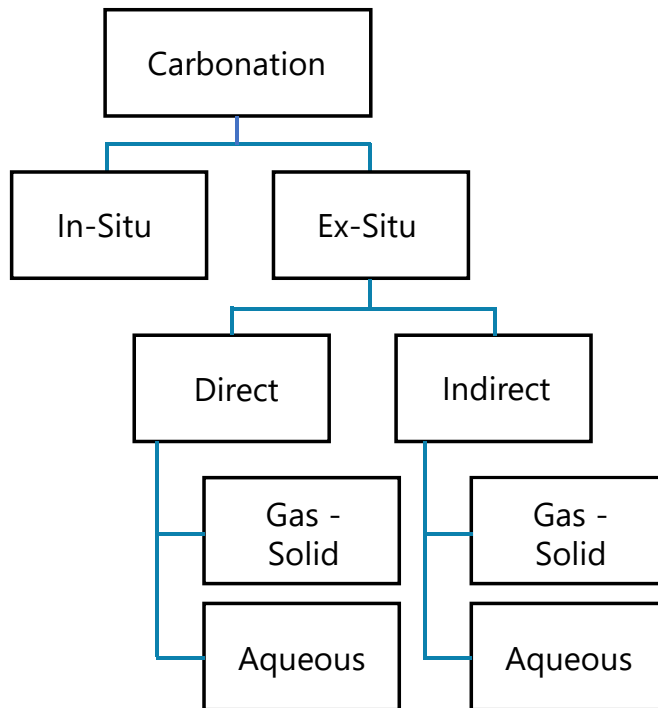 Carbonation
In-Situ
Ex-Situ
Direct
Indirect
Gas -
Solid
Gas -
Solid
Aqueous
Aqueous